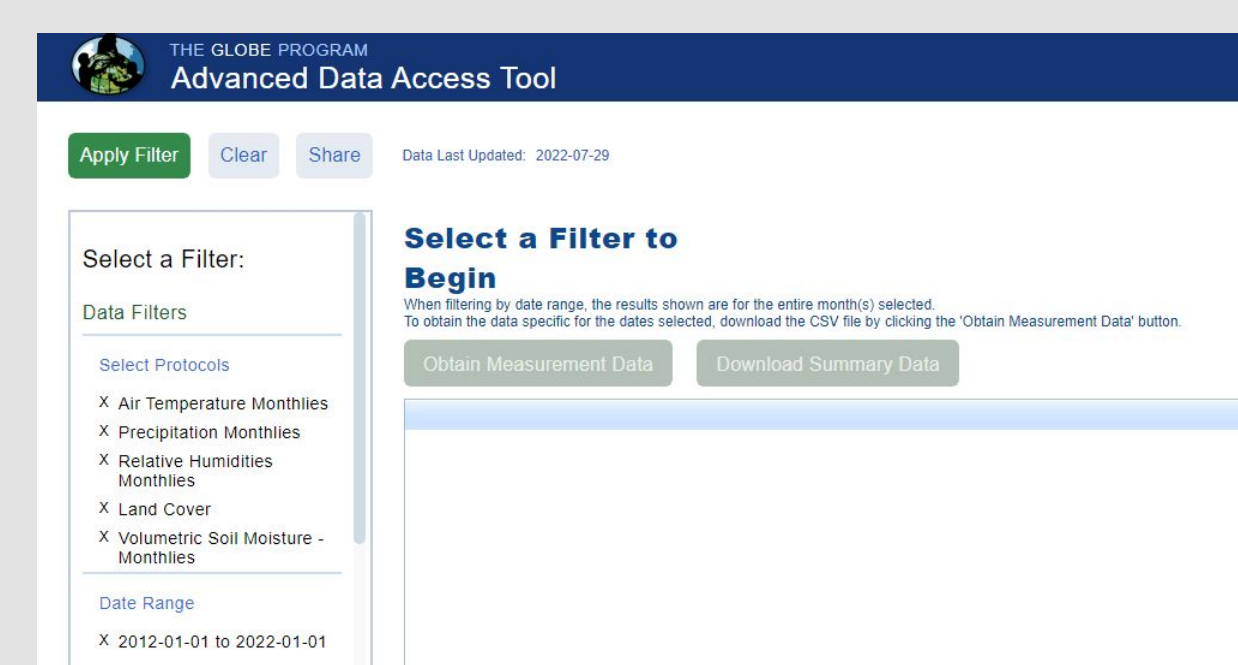 THE GLOBE PROGRAM
Advanced Data Access Tool
Apply Filter
Clear
Share
Data Last Updated: 2022-07-29
Select a Filter:
Data Filters
Select Protocols
X Air Temperature Monthlies
X Precipitation Monthlies
X Relative Humidities
Monthlies
X Land Cover
X Volumetric Soil Moisture -
Monthlies
Date Range
X 2012-01-01 to 2022-01-01
Select a Filter to
Begin
When filtering by date range, the results shown are for the entire month(s) selected.
To obtain the data specific for the dates selected, download the CSV file by clicking the 'Obtain Measurement Data' button.
Obtain Measurement Data
Download Summary Data